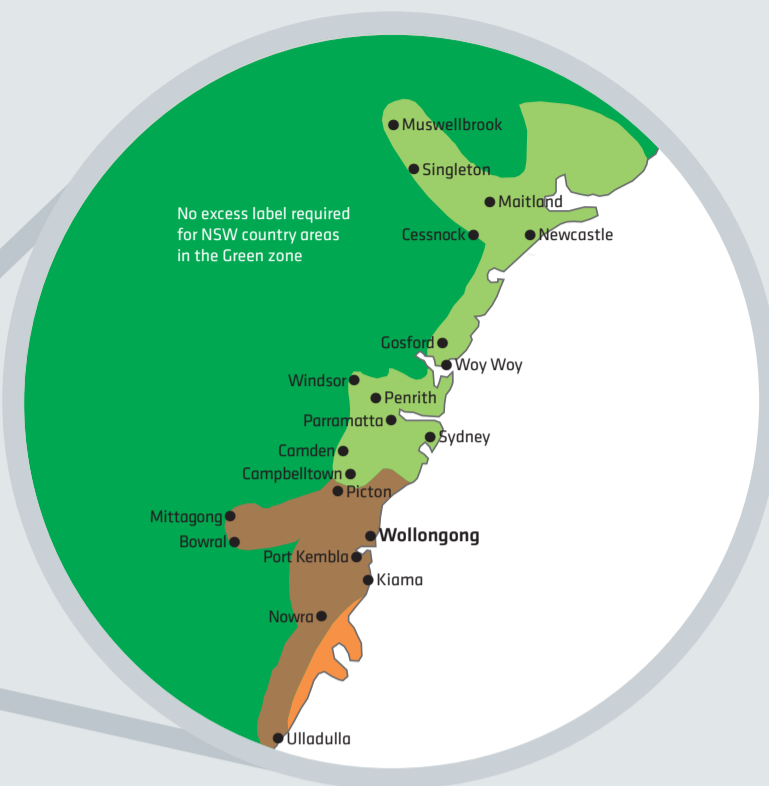 Muswellbrook
Singleton
Maitland
No excess label required
for NSW country areas
in the Green zone
Cessnock
Newcastle
Gosford
Woy Woy
Windsor
Penrith
Parramatta
Sydney
Camden
Campbelltown
Picton
Mittagong
Wollongong
Bowral
Port Kembla
Kiama
Nowra
Ulladulla